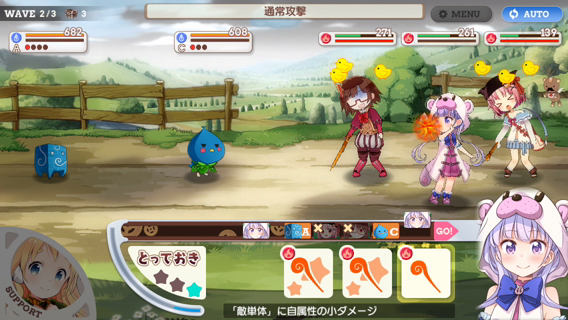 WAVE 2/3
3
通常攻撃
MENU
AUTO
A
682
C
608
271
261
139
A
C
GO!
とっておき
SUPPORT
「敵単体」に自属性の小ダメージ